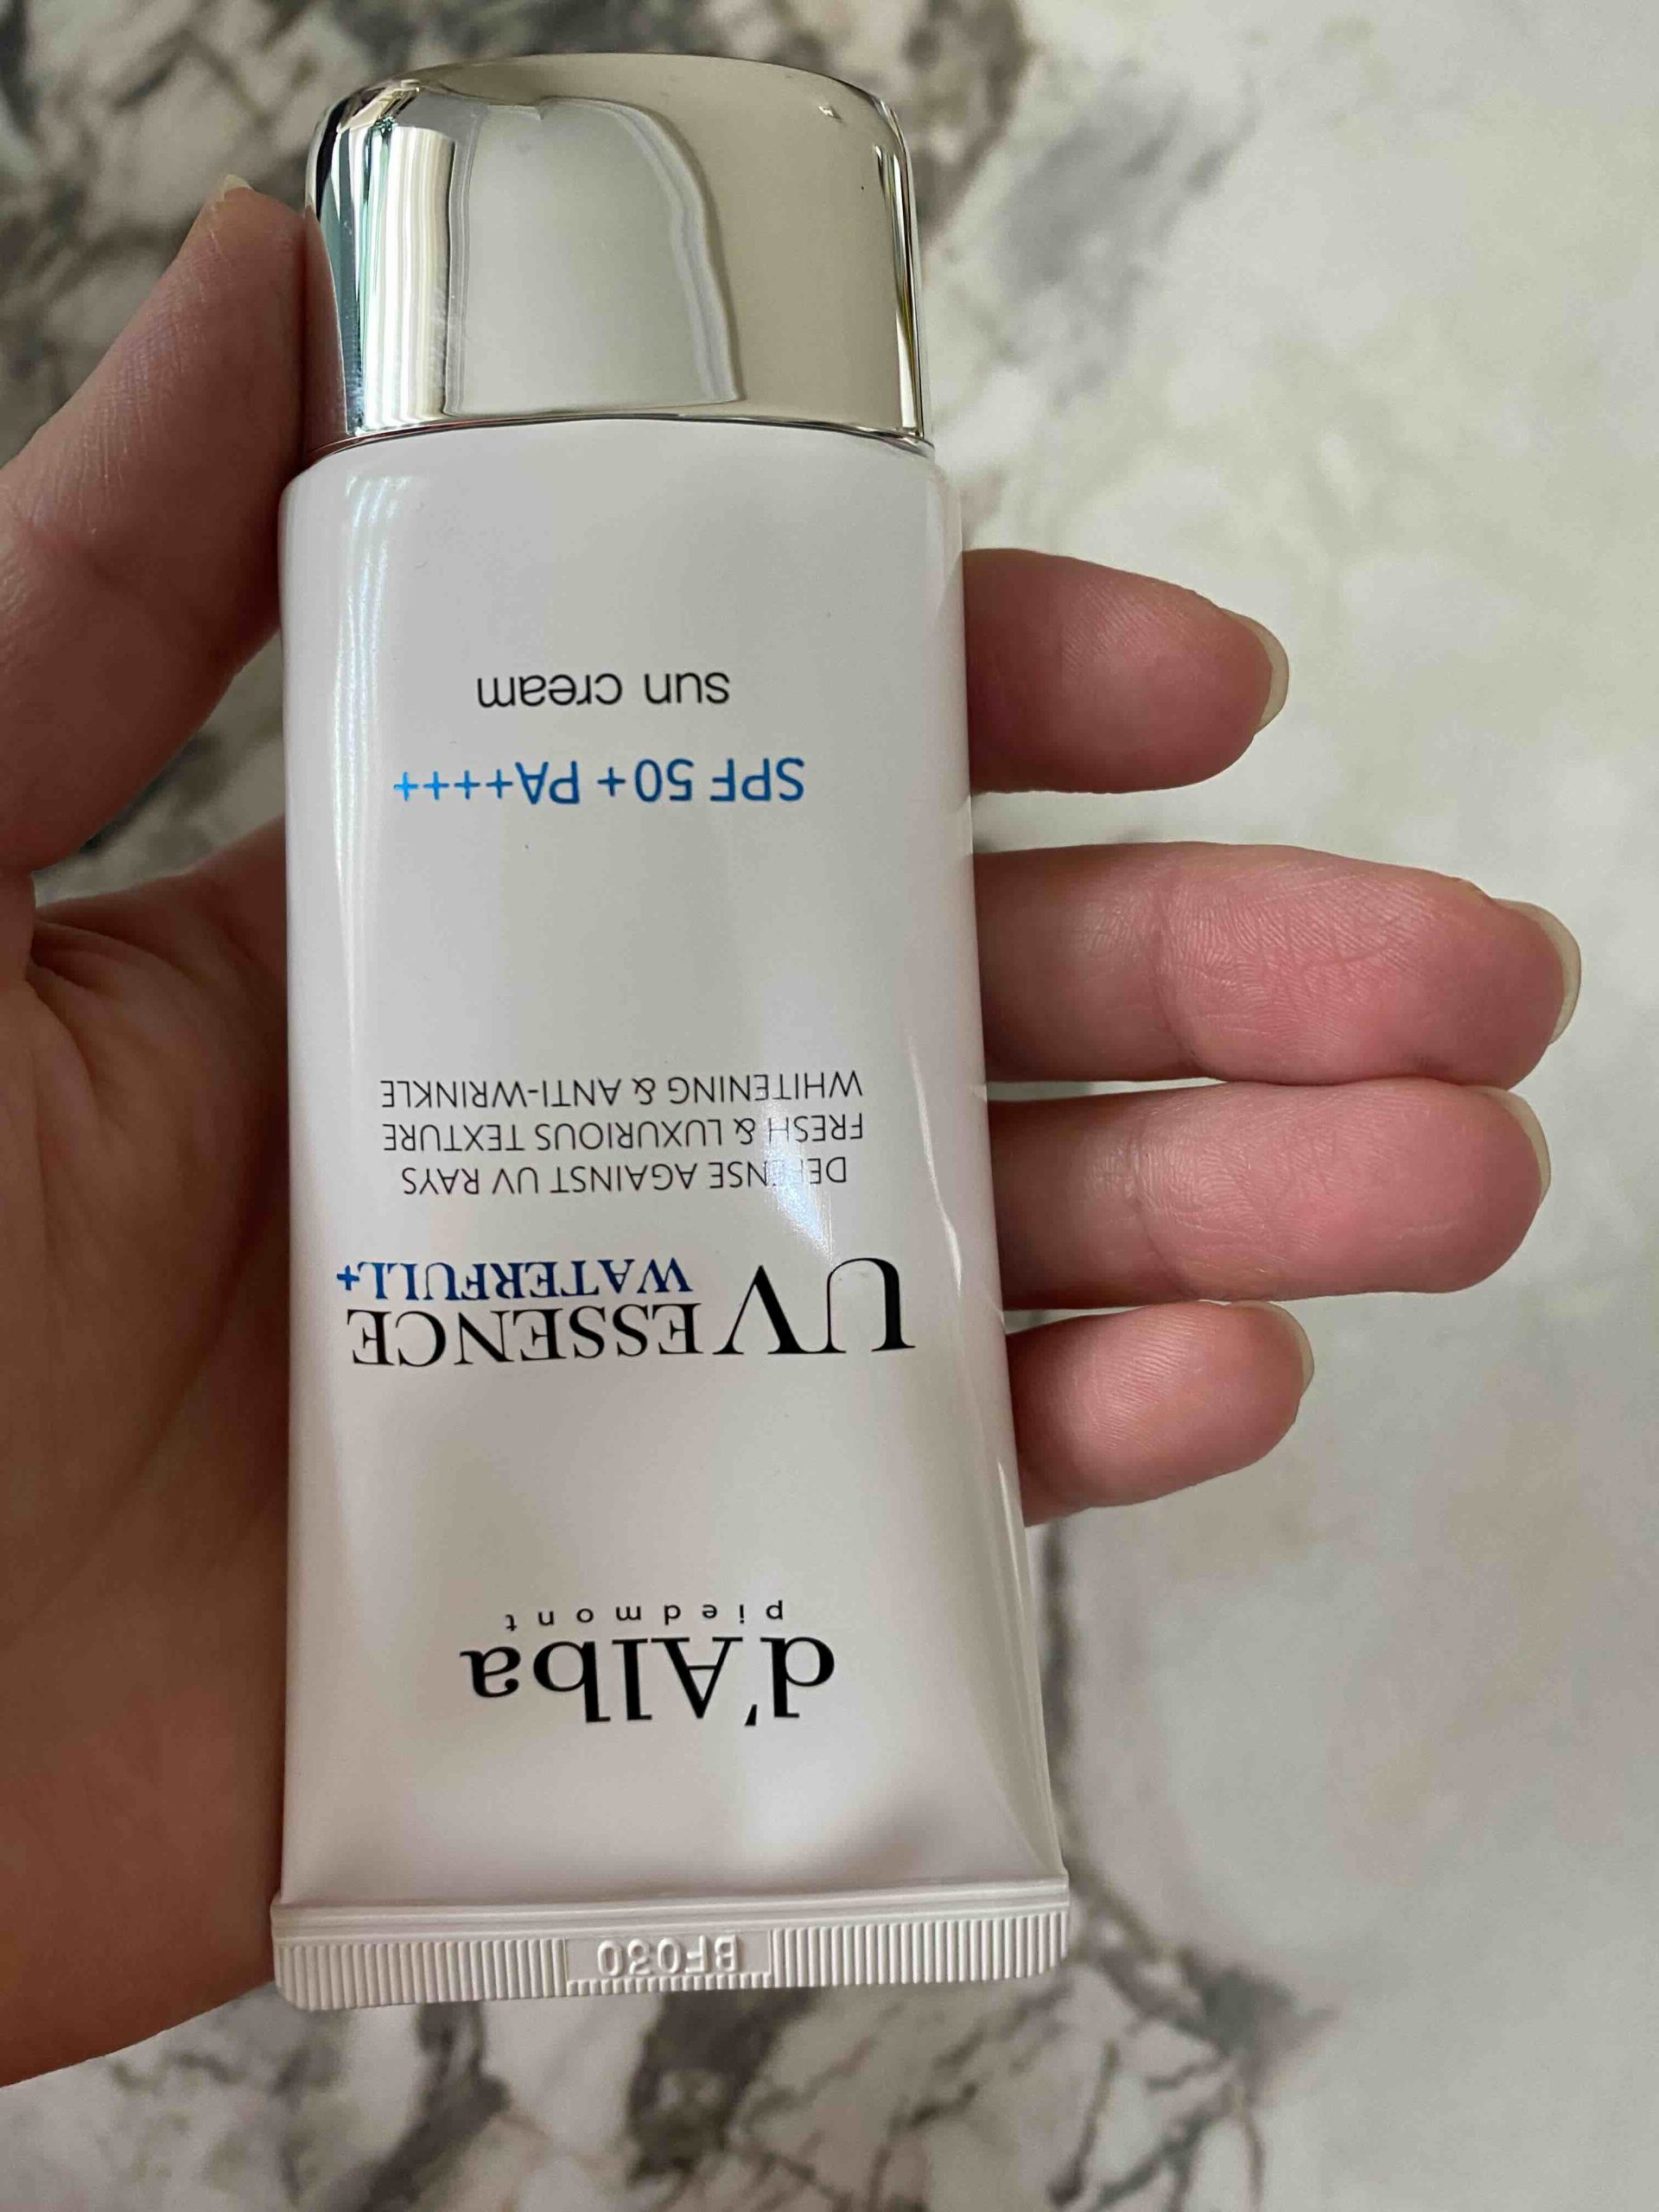 BF030
d'Alba
piedmont
UV ESSENCE
WATERFULL+
DEFENSE AGAINST UV RAYS
FRESH & LUXURIOUS TEXTURE
WHITENING & ANTI-WRINKLE
SPF 50+ PA++++
sun cream